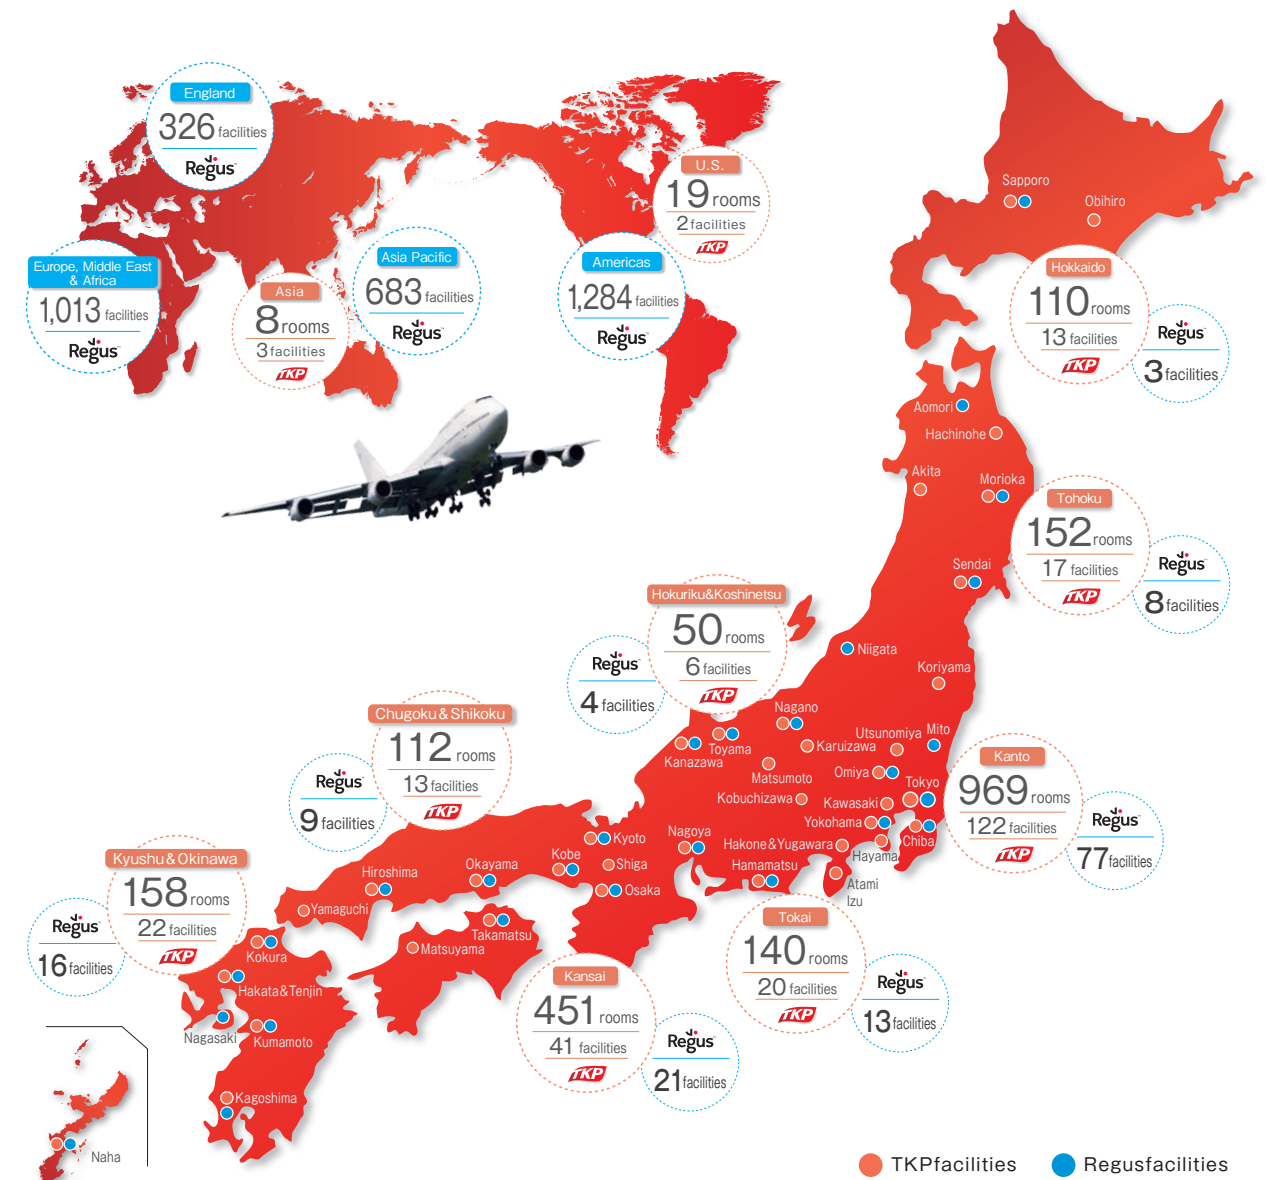 England
326 facilities
Regus
U.S.
19 rooms
2 facilities
TKP
Europe, Middle East
& Africa
1,013 facilities
Regus
Asia
8 rooms
3 facilities
TKP
Asia Pacific
683 facilities
Regus
Americas
1,284 facilities
Regus
Sapporo
Obihiro
Hokkaido
110 rooms
13 facilities
TKP
Regus
3 facilities
Aomori
Hachinohe
Akita
Morioka
Tohoku
152 rooms
17 facilities
TKP
Regus
8 facilities
Sendai
Hokuriku&Koshinetsu
50 rooms
6 facilities
TKP
Regus
4 facilities
Niigata
Koriyama
Nagano
Utsunomiya
Mito
Toyama
Kanazawa
Karuizawa
Matsumoto
Omiya
Tokyo
Kobuchizawa
Kawasaki
Yokohama
Chiba
Hakone&Yugawara
Hayama
Nagoya
Hamamatsu
Atami
Izu
Kanto
969 rooms
122 facilities
TKP
Regus
77 facilities
Chugoku & Shikoku
112 rooms
13 facilities
TKP
Regus
9 facilities
Kyoto
Kobe
Shiga
Osaka
Okayama
Hiroshima
Yamaguchi
Takamatsu
Matsuyama
Kyushu & Okinawa
158 rooms
22 facilities
TKP
Regus
16 facilities
Kokura
Hakata&Tenjin
Nagasaki
Kumamoto
Kagoshima
Naha
Tokai
140 rooms
20 facilities
TKP
Regus
13 facilities
Kansai
451 rooms
41 facilities
TKP
Regus
21 facilities
TKPfacilities
Regusfacilities